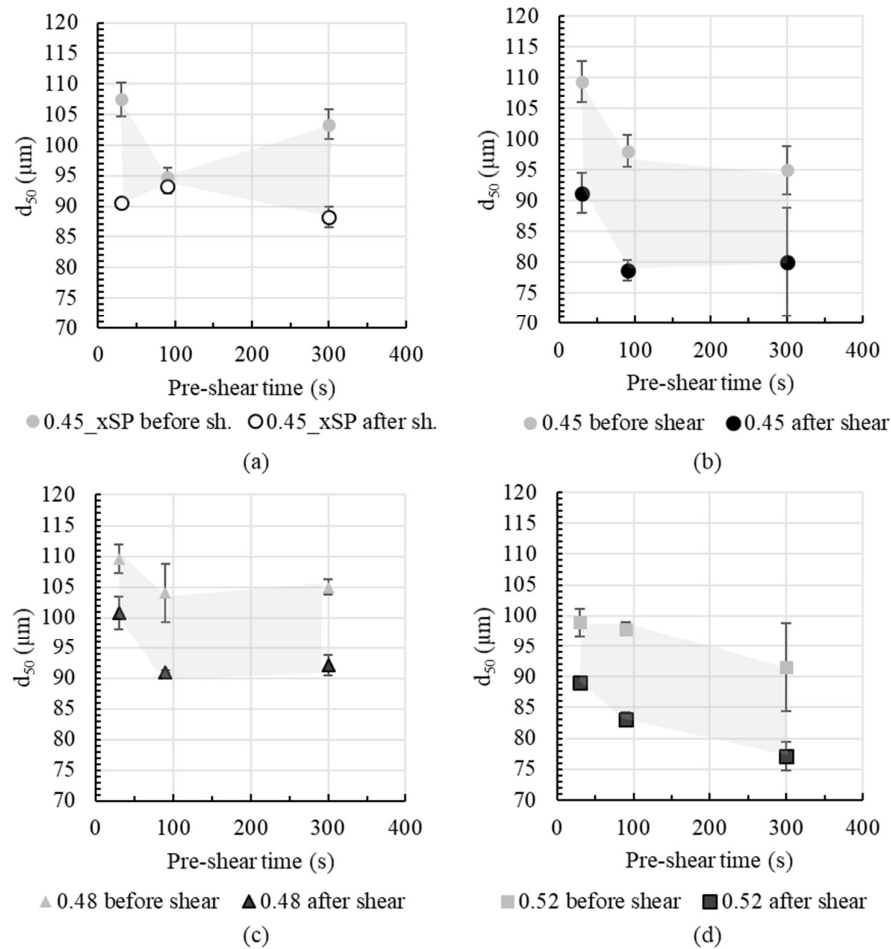 120
115
110
105
100
95
90
85
80
75
70
d50 (μm)
0 100 200 300 400
Pre-shear time (s)
0.45_xSP before sh. 0.45_xSP after sh.
(a)
120
115
110
105
100
95
90
85
80
75
70
d50 (μm)
0 100 200 300 400
Pre-shear time (s)
0.45 before shear 0.45 after shear
(b)
120
115
110
105
100
95
90
85
80
75
70
d50 (μm)
0 100 200 300 400
Pre-shear time (s)
0.48 before shear 0.48 after shear
(c)
120
115
110
105
100
95
90
85
80
75
70
d50 (μm)
0 100 200 300 400
Pre-shear time (s)
0.52 before shear 0.52 after shear
(d)